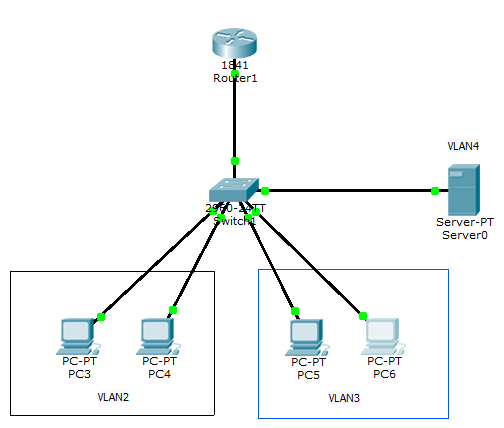 1841
Router1
VLAN4
2960-24TT
Switch1
Server-PT
Server0
PC-PT
PC3
PC-PT
PC4
PC-PT
PC5
PC-PT
PC6
VLAN2
VLAN3